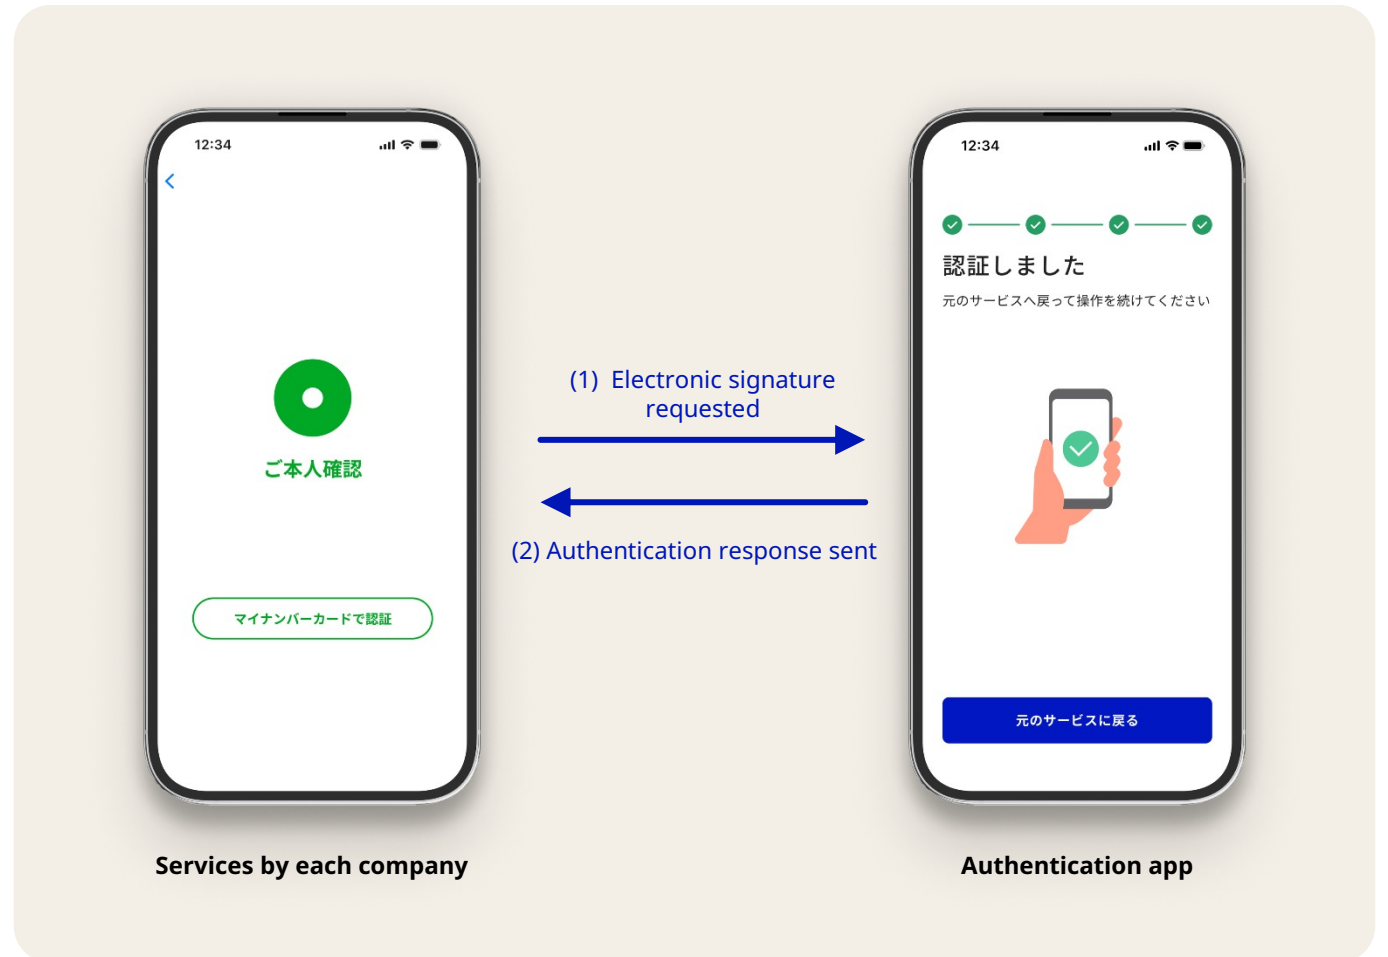 12:34
ご本人確認
マイナンバーカードで認証
Services by each company
(1) Electronic signature
requested
(2) Authentication response sent
12:34
認証しました
元のサービスへ戻って操作を続けてください
元のサービスに戻る
Authentication app